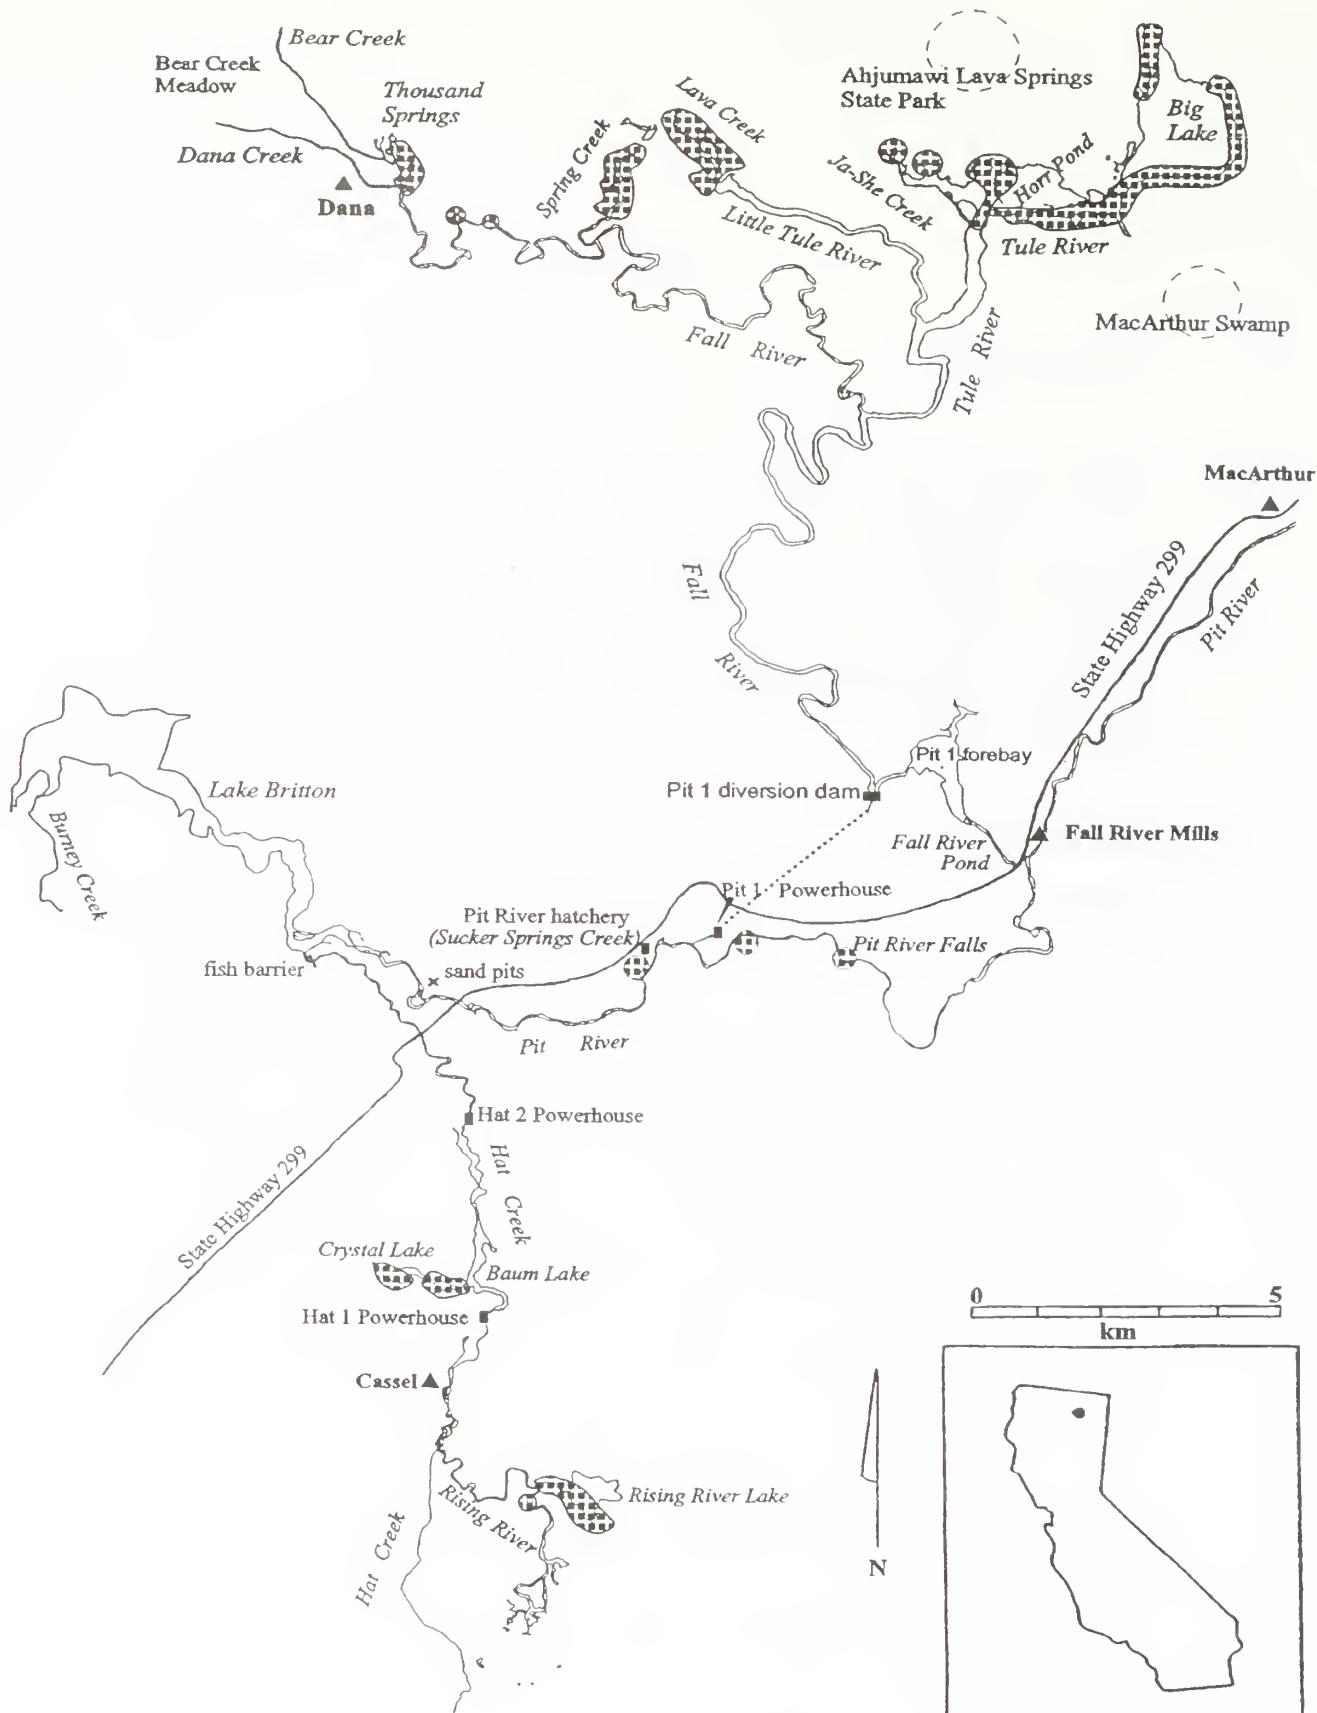 Bear Creek
Bear Creek
Meadow
Thousand
Springs
Dana Creek
Dana
Spring Creek
Lava Creek
Little Tule River
Ahjumawi Lava Springs
State Park
Ja-She Creek
Horr Pond
Big
Lake
Tule River
MacArthur Swamp
Fall River
Tule River
MacArthur
State Highway 299
Pit River
Fall
River
Pit 1 forebay
Pit 1 diversion dam
Fall River
Pond
Fall River Mills
Lake Britton
Burney Creek
Pit 1 Powerhouse
Pit River hatchery
(Sucker Springs Creek)
Pit River Falls
fish barrier
sand pits
Pit River
Hat 2 Powerhouse
Hat Creek
State Highway 299
Crystal Lake
Baum Lake
Hat 1 Powerhouse
Cassel
Rising River
Rising River Lake
Hat Creek
0 5
km
N